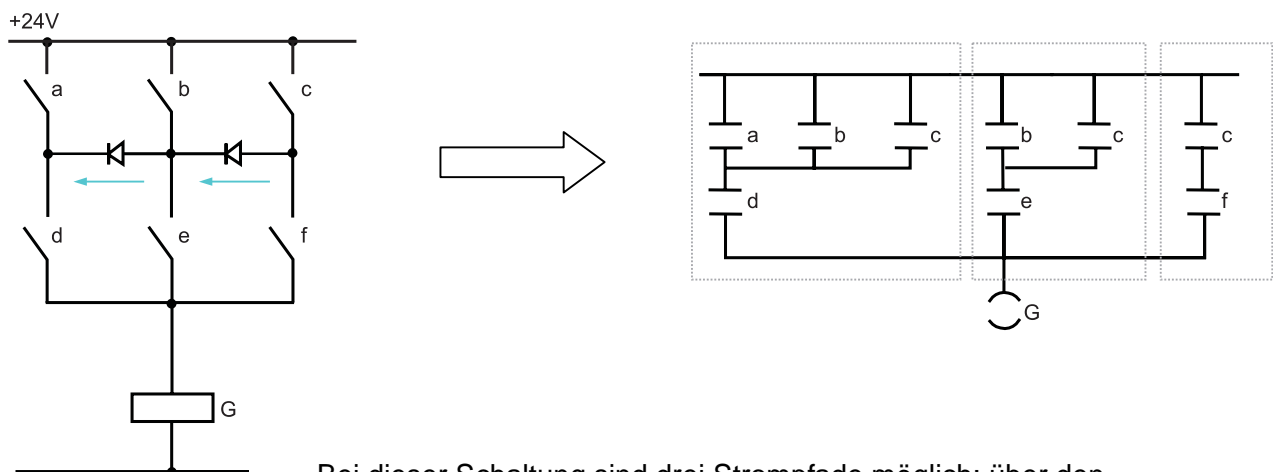 +24V
a b c
d e f
G
a b c b c c
d e f
G
Bei dieser Schaltung sind drei Strompfade möglich: über den